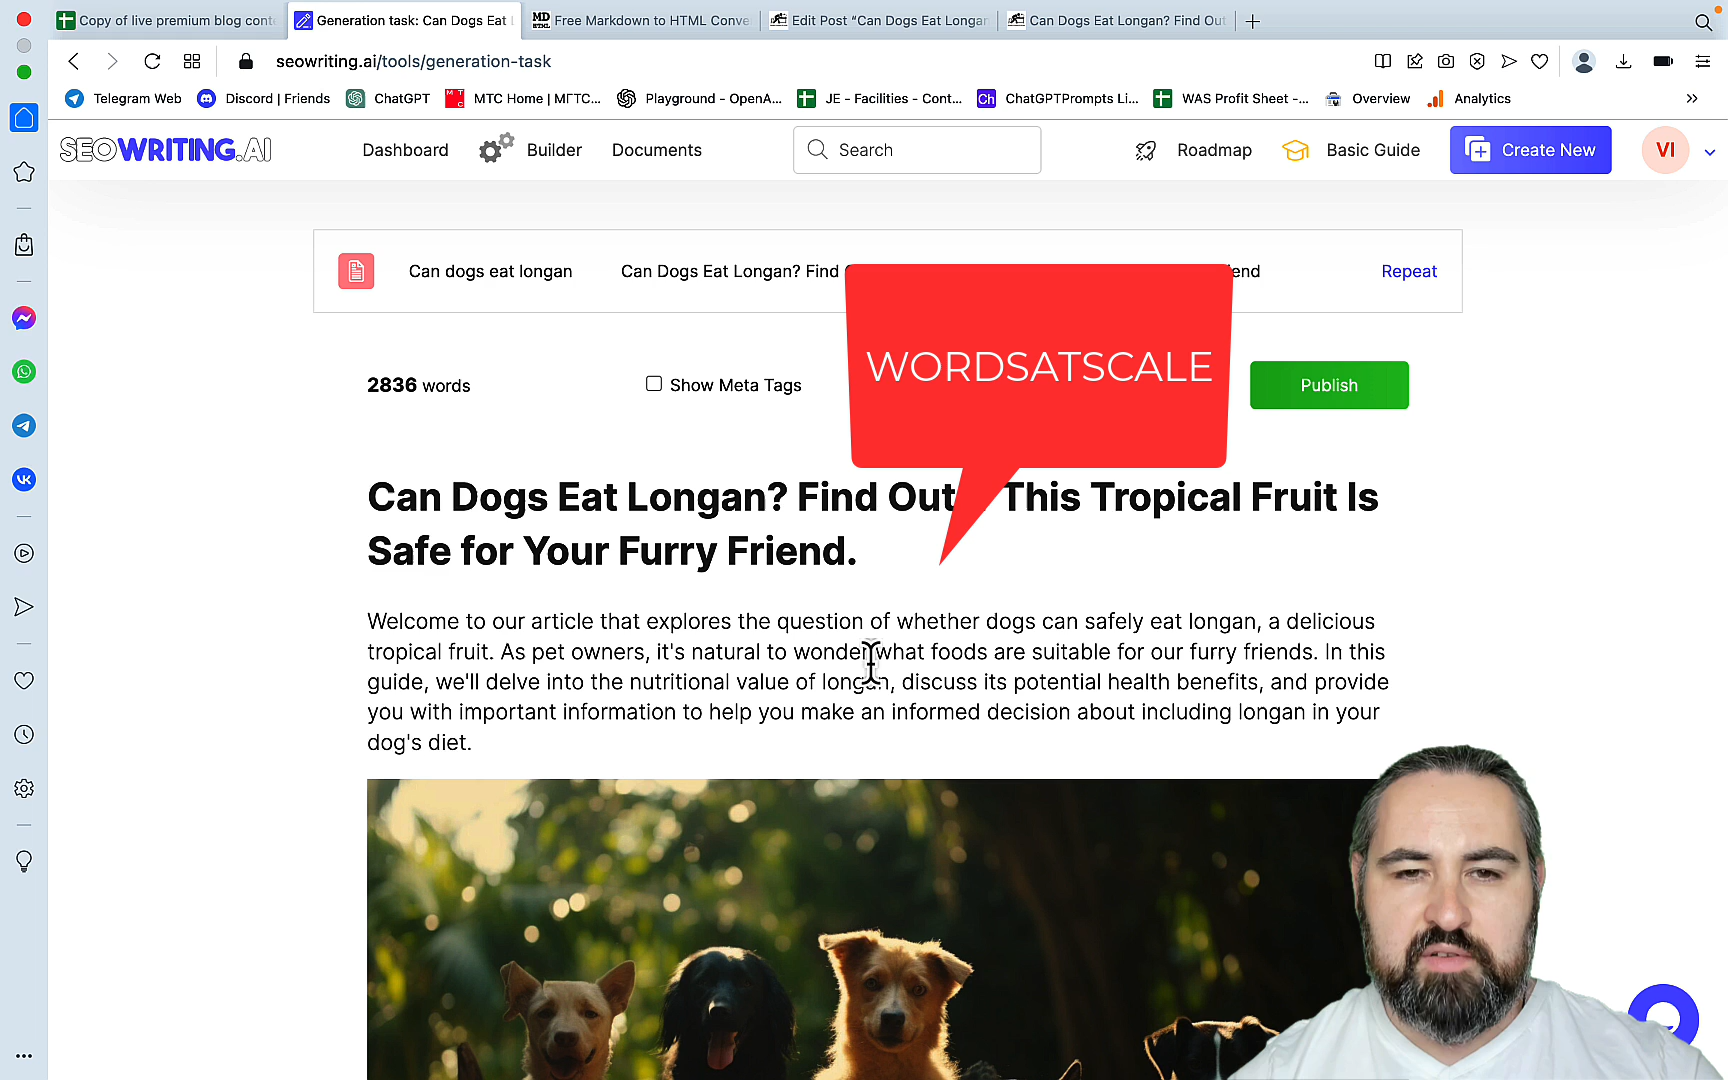 Copy of live premium blog cont
Generation task: Can Dogs Eat L
MD
HTML
Free Markdown to HTML Conve
Edit Post “Can Dogs Eat Longan
Can Dogs Eat Longan? Find Out
seowriting.ai/tools/generation-task
Telegram Web
Discord | Friends
ChatGPT
МТС Home | МГТС...
Playground - OpenA...
JE - Facilities - Cont...
Ch
ChatGPTPrompts Li...
WAS Profit Sheet -...
Overview
Analytics
SEOWRITING.AI
Dashboard
Builder
Documents
Search
Roadmap
Basic Guide
Create New
VI
Can dogs eat longan
Can Dogs Eat Longan? Find
end
Repeat
WORDSATSCALE
2836 words
Show Meta Tags
Publish
Can Dogs Eat Longan? Find Out This Tropical Fruit Is
Safe for Your Furry Friend.
Welcome to our article that explores the question of whether dogs can safely eat longan, a delicious
tropical fruit. As pet owners, it's natural to wonder what foods are suitable for our furry friends. In this
guide, we'll delve into the nutritional value of longan, discuss its potential health benefits, and provide
you with important information to help you make an informed decision about including longan in your
dog's diet.